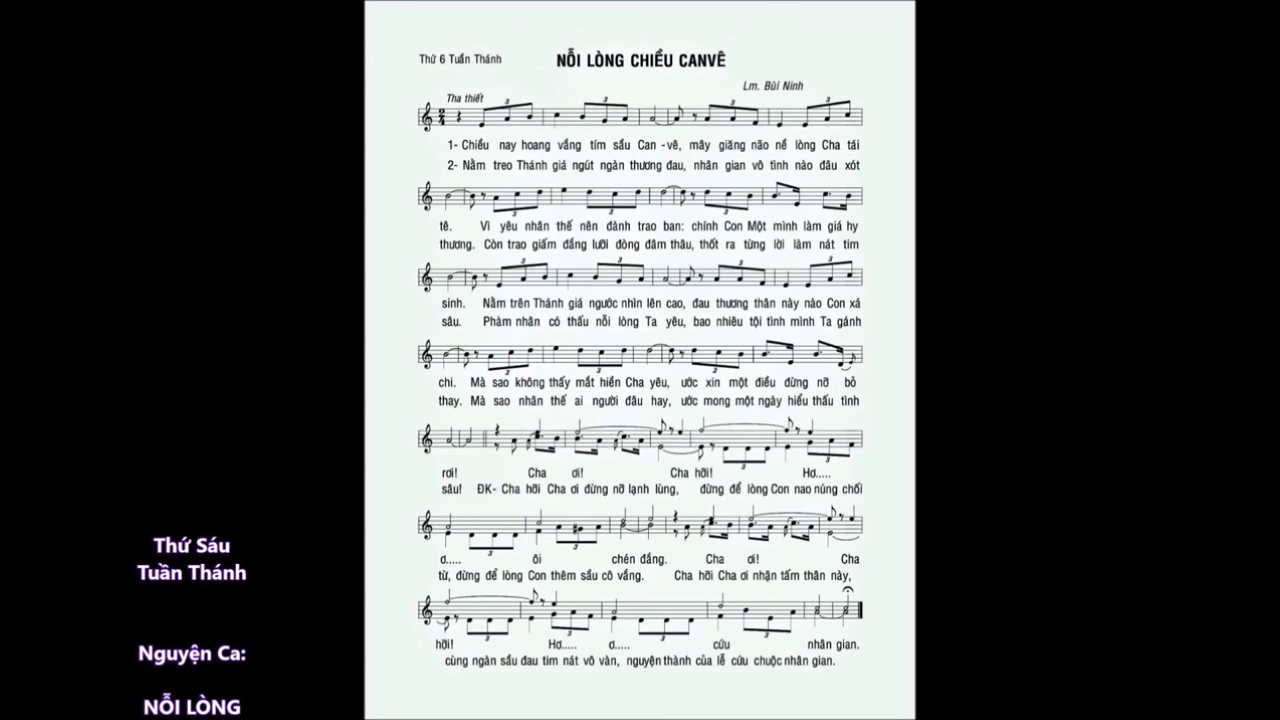 Thứ 6 Tuần Thánh
NỖI LÒNG CHIỀU CANVÊ
Lm. Bùi Ninh
Tha thiết
1- Chiều nay hoang vắng tím sầu Can -vê, mây giăng não nề lòng Cha tái
2- Nằm treo Thánh giá ngút ngàn thương đau, nhân gian vô tình nào đâu xót
tê. Vì yêu nhân thế nên đành trao ban: chính Con Một mình làm giá hy
thương. Còn trao giấm đắng lưỡi đòng đâm thâu, thốt ra từng lời làm nát tim
sinh. Nằm trên Thánh giá ngước nhìn lên cao, đau thương thân này nào Con xá
sâu. Phàm nhân có thấu nỗi lòng Ta yêu, bao nhiêu tội tình mình Ta gánh
chi. Mà sao không thấy mắt hiền Cha yêu, ước xin một điều đừng nỡ bỏ
thay. Mà sao nhân thế ai người đâu hay, ước mong một ngày hiểu thấu tình
rơi! Cha ơi! Cha hỡi! Hơ.....
sâu! ĐK- Cha hỡi Cha ơi đừng nỡ lạnh lùng, đừng để lòng Con nao núng chối
ơ..... ôi chén đắng. Cha ơi! Cha
từ, đừng để lòng Con thêm sầu cô vắng. Cha hỡi Cha ơi nhận tấm thân này,
hỡi! Hơ..... ơ..... cứu nhân gian.
cùng ngàn sầu đau tim nát vô vàn, nguyện thành của lễ cứu chuộc nhân gian.
Thứ Sáu
Tuần Thánh
Nguyện Ca:
NỖI LÒNG